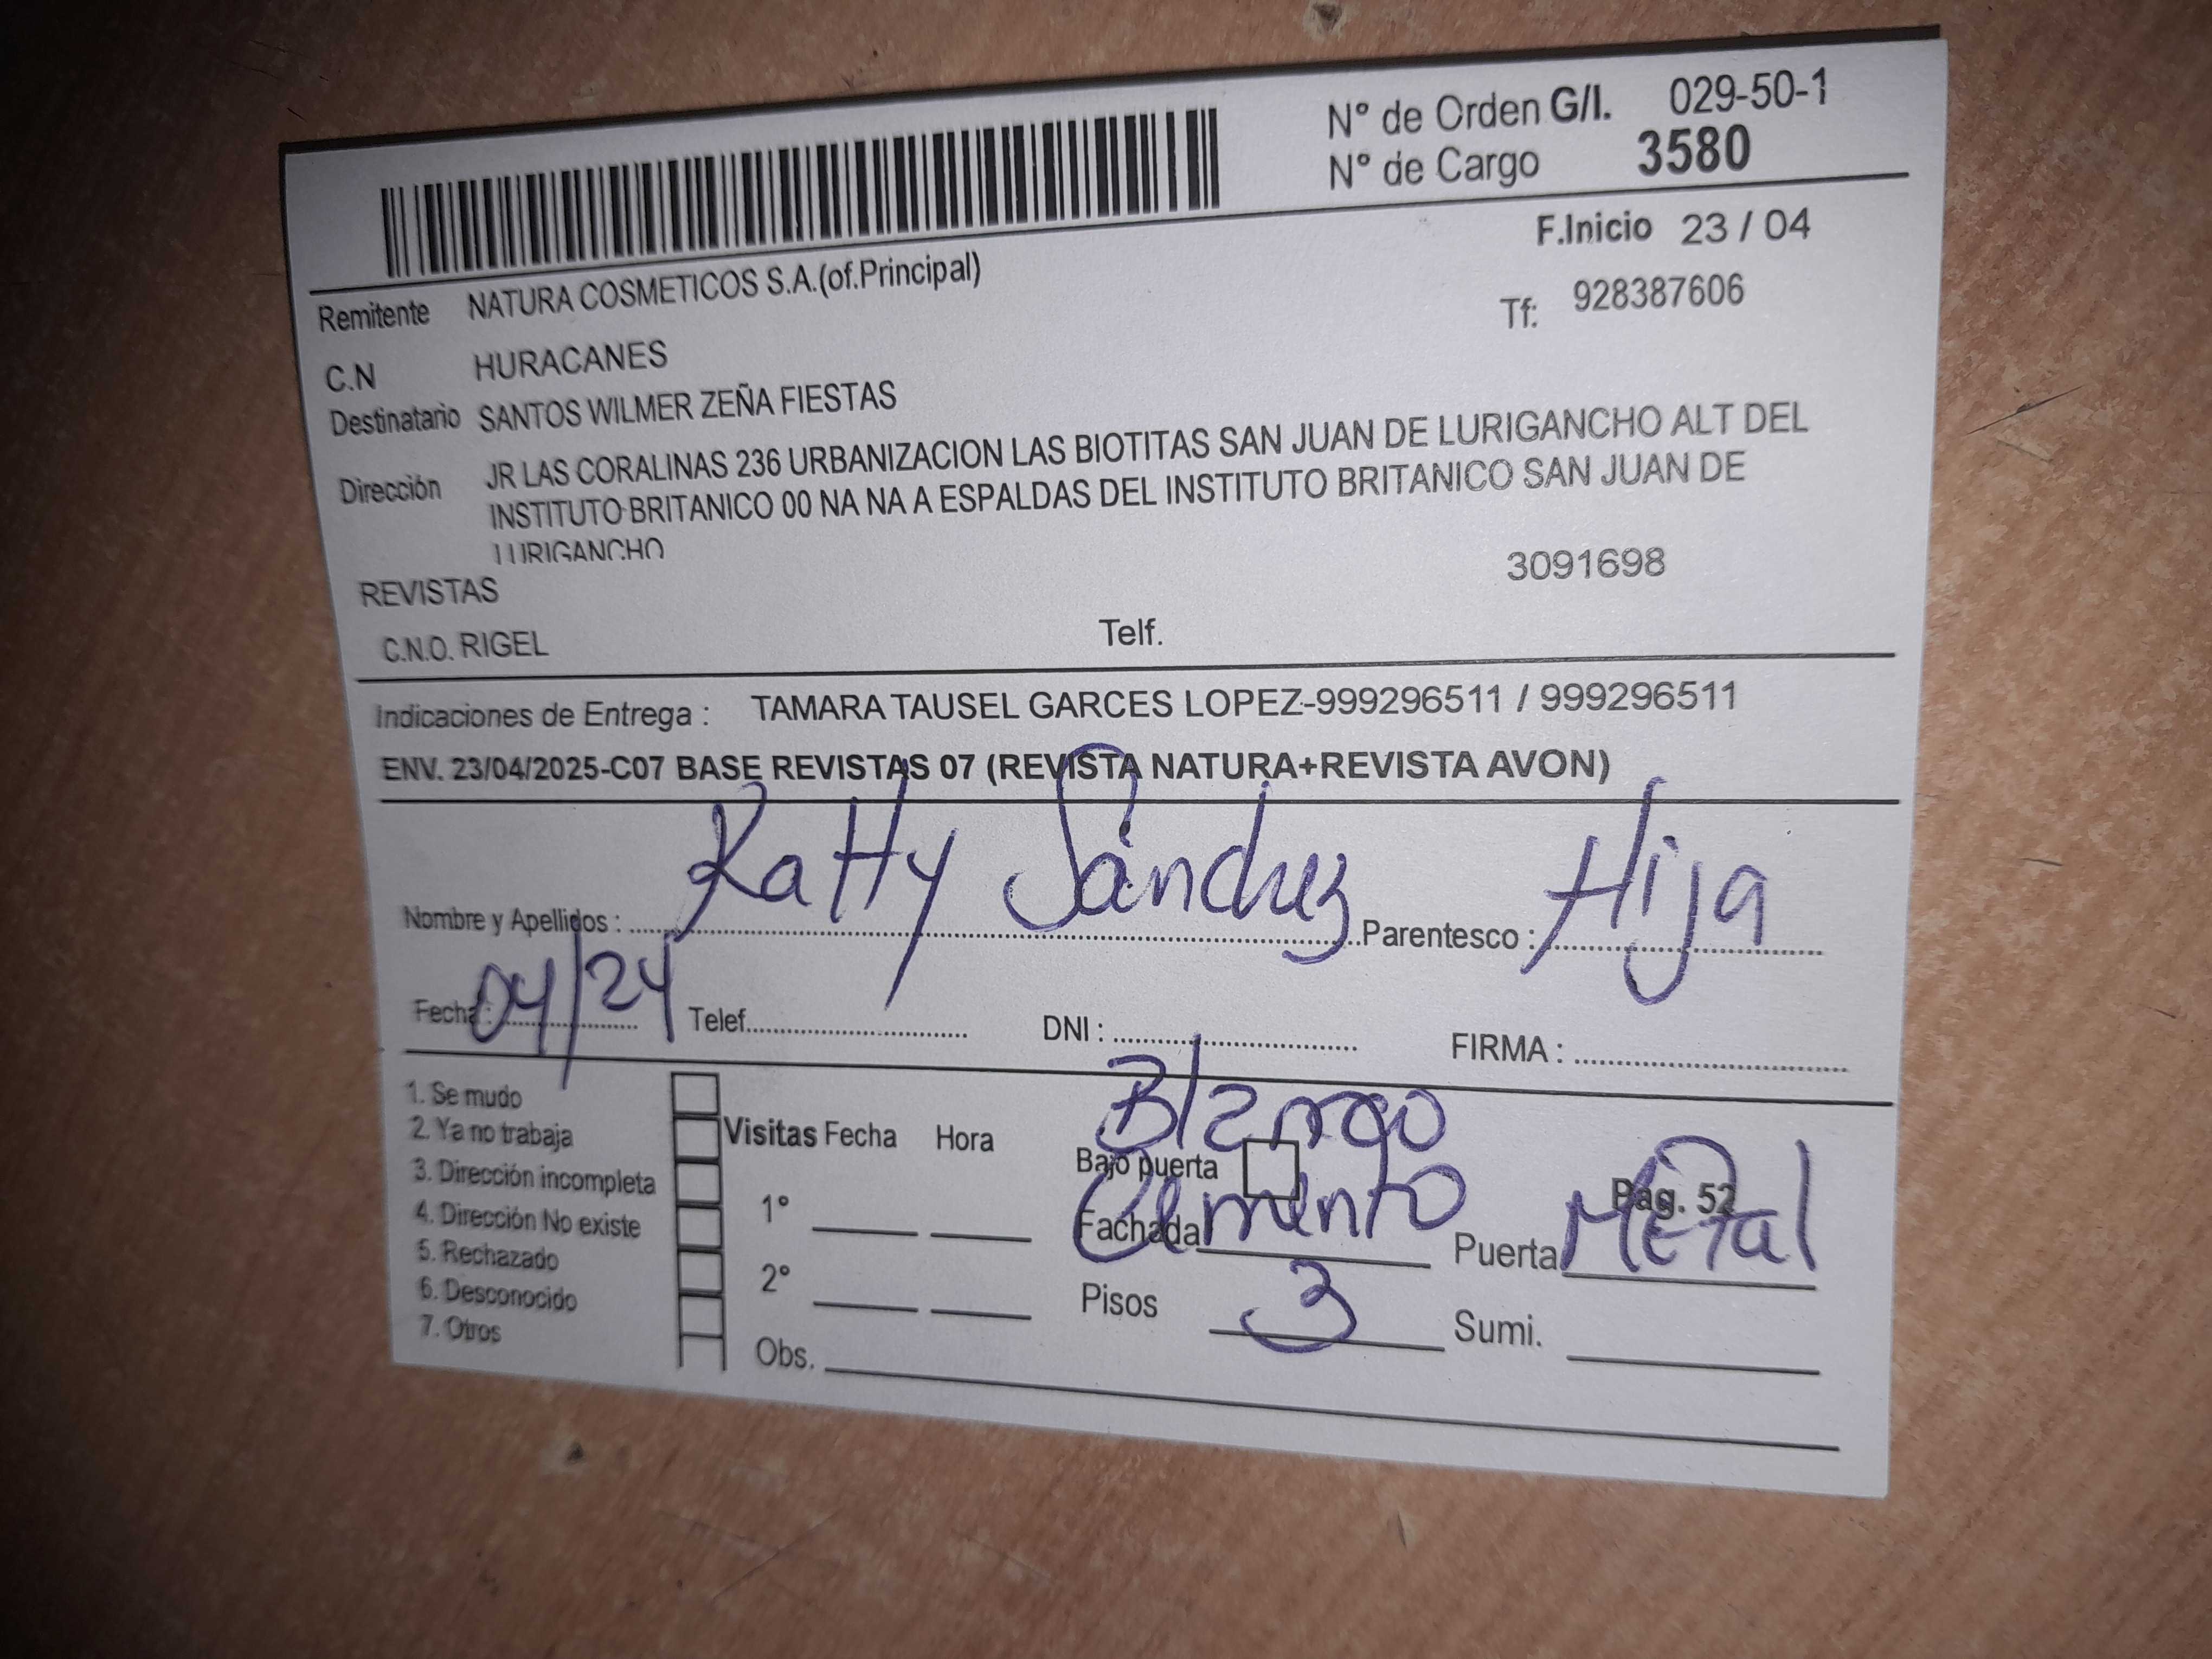 N° de Orden G/I. 029-50-1
N° de Cargo 3580
F.Inicio 23 / 04
Remitente NATURA COSMETICOS S.A.(of.Principal)
Tf: 928387606
C.N HURACANES
Destinatario SANTOS WILMER ZEÑA FIESTAS
Dirección JR LAS CORALINAS 236 URBANIZACION LAS BIOTITAS SAN JUAN DE LURIGANCHO ALT DEL
INSTITUTO BRITANICO 00 NA NA A ESPALDAS DEL INSTITUTO BRITANICO SAN JUAN DE
LURIGANCHO
REVISTAS 3091698
C.N.O. RIGEL Telf.
Indicaciones de Entrega : TAMARA TAUSEL GARCES LOPEZ-999296511 / 999296511
ENV. 23/04/2025-C07 BASE REVISTAS 07 (REVISTA NATURA+REVISTA AVON)
Nombre y Apellidos : Katty Sánchez Parentesco : Hija
Fecha : 04/24 Telef. DNI : FIRMA :
1. Se mudo
2. Ya no trabaja
3. Dirección incompleta
4. Dirección No existe
5. Rechazado
6. Desconocido
7. Otros
Visitas Fecha Hora
1°
2°
Obs.
Blanco
Bajo puerta
Pag. 52
Fachada Cemento Puerta Metal
Pisos 3 Sumi.